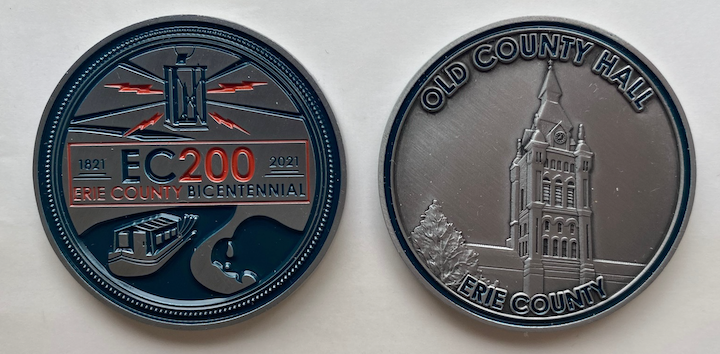 1821 EC200 2021
ERIE COUNTY BICENTENNIAL
OLD COUNTY HALL
ERIE COUNTY